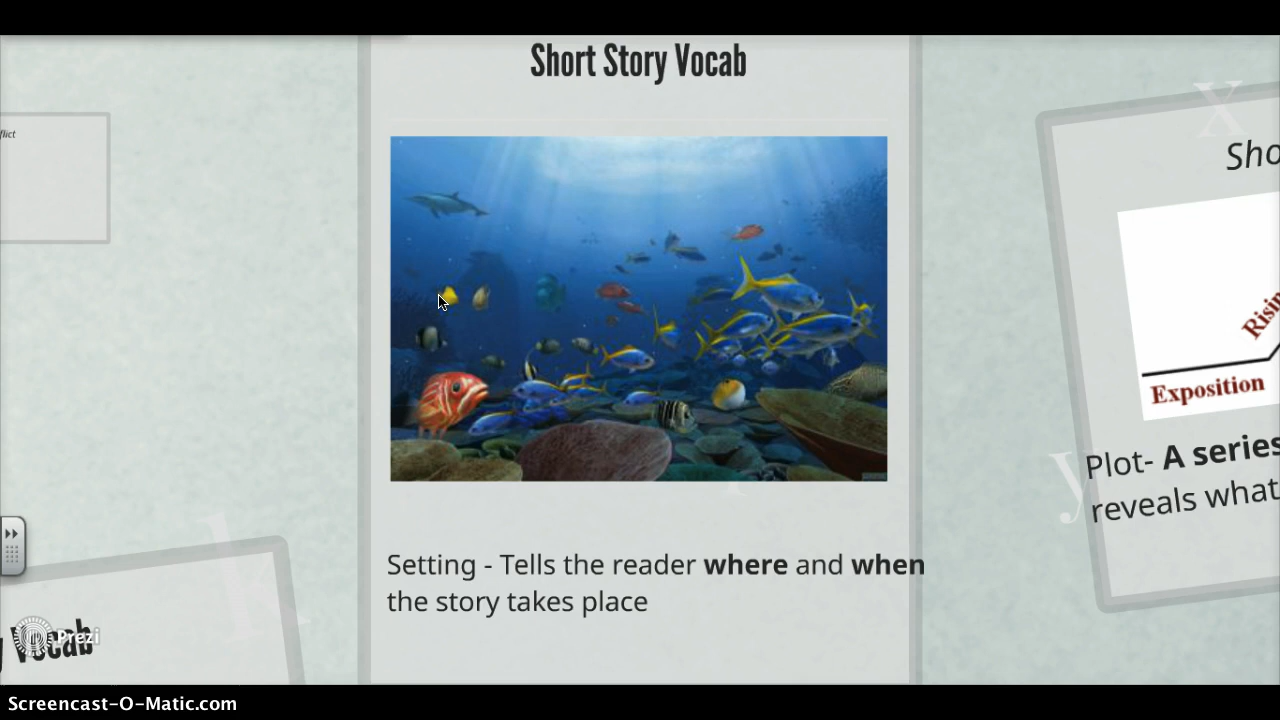 Short Story Vocab
flict
Sho
Risin
Exposition
Plot- A series
reveals what
Setting - Tells the reader where and when
the story takes place
Vocab
Prezi
X
y
k
Screencast-O-Matic.com